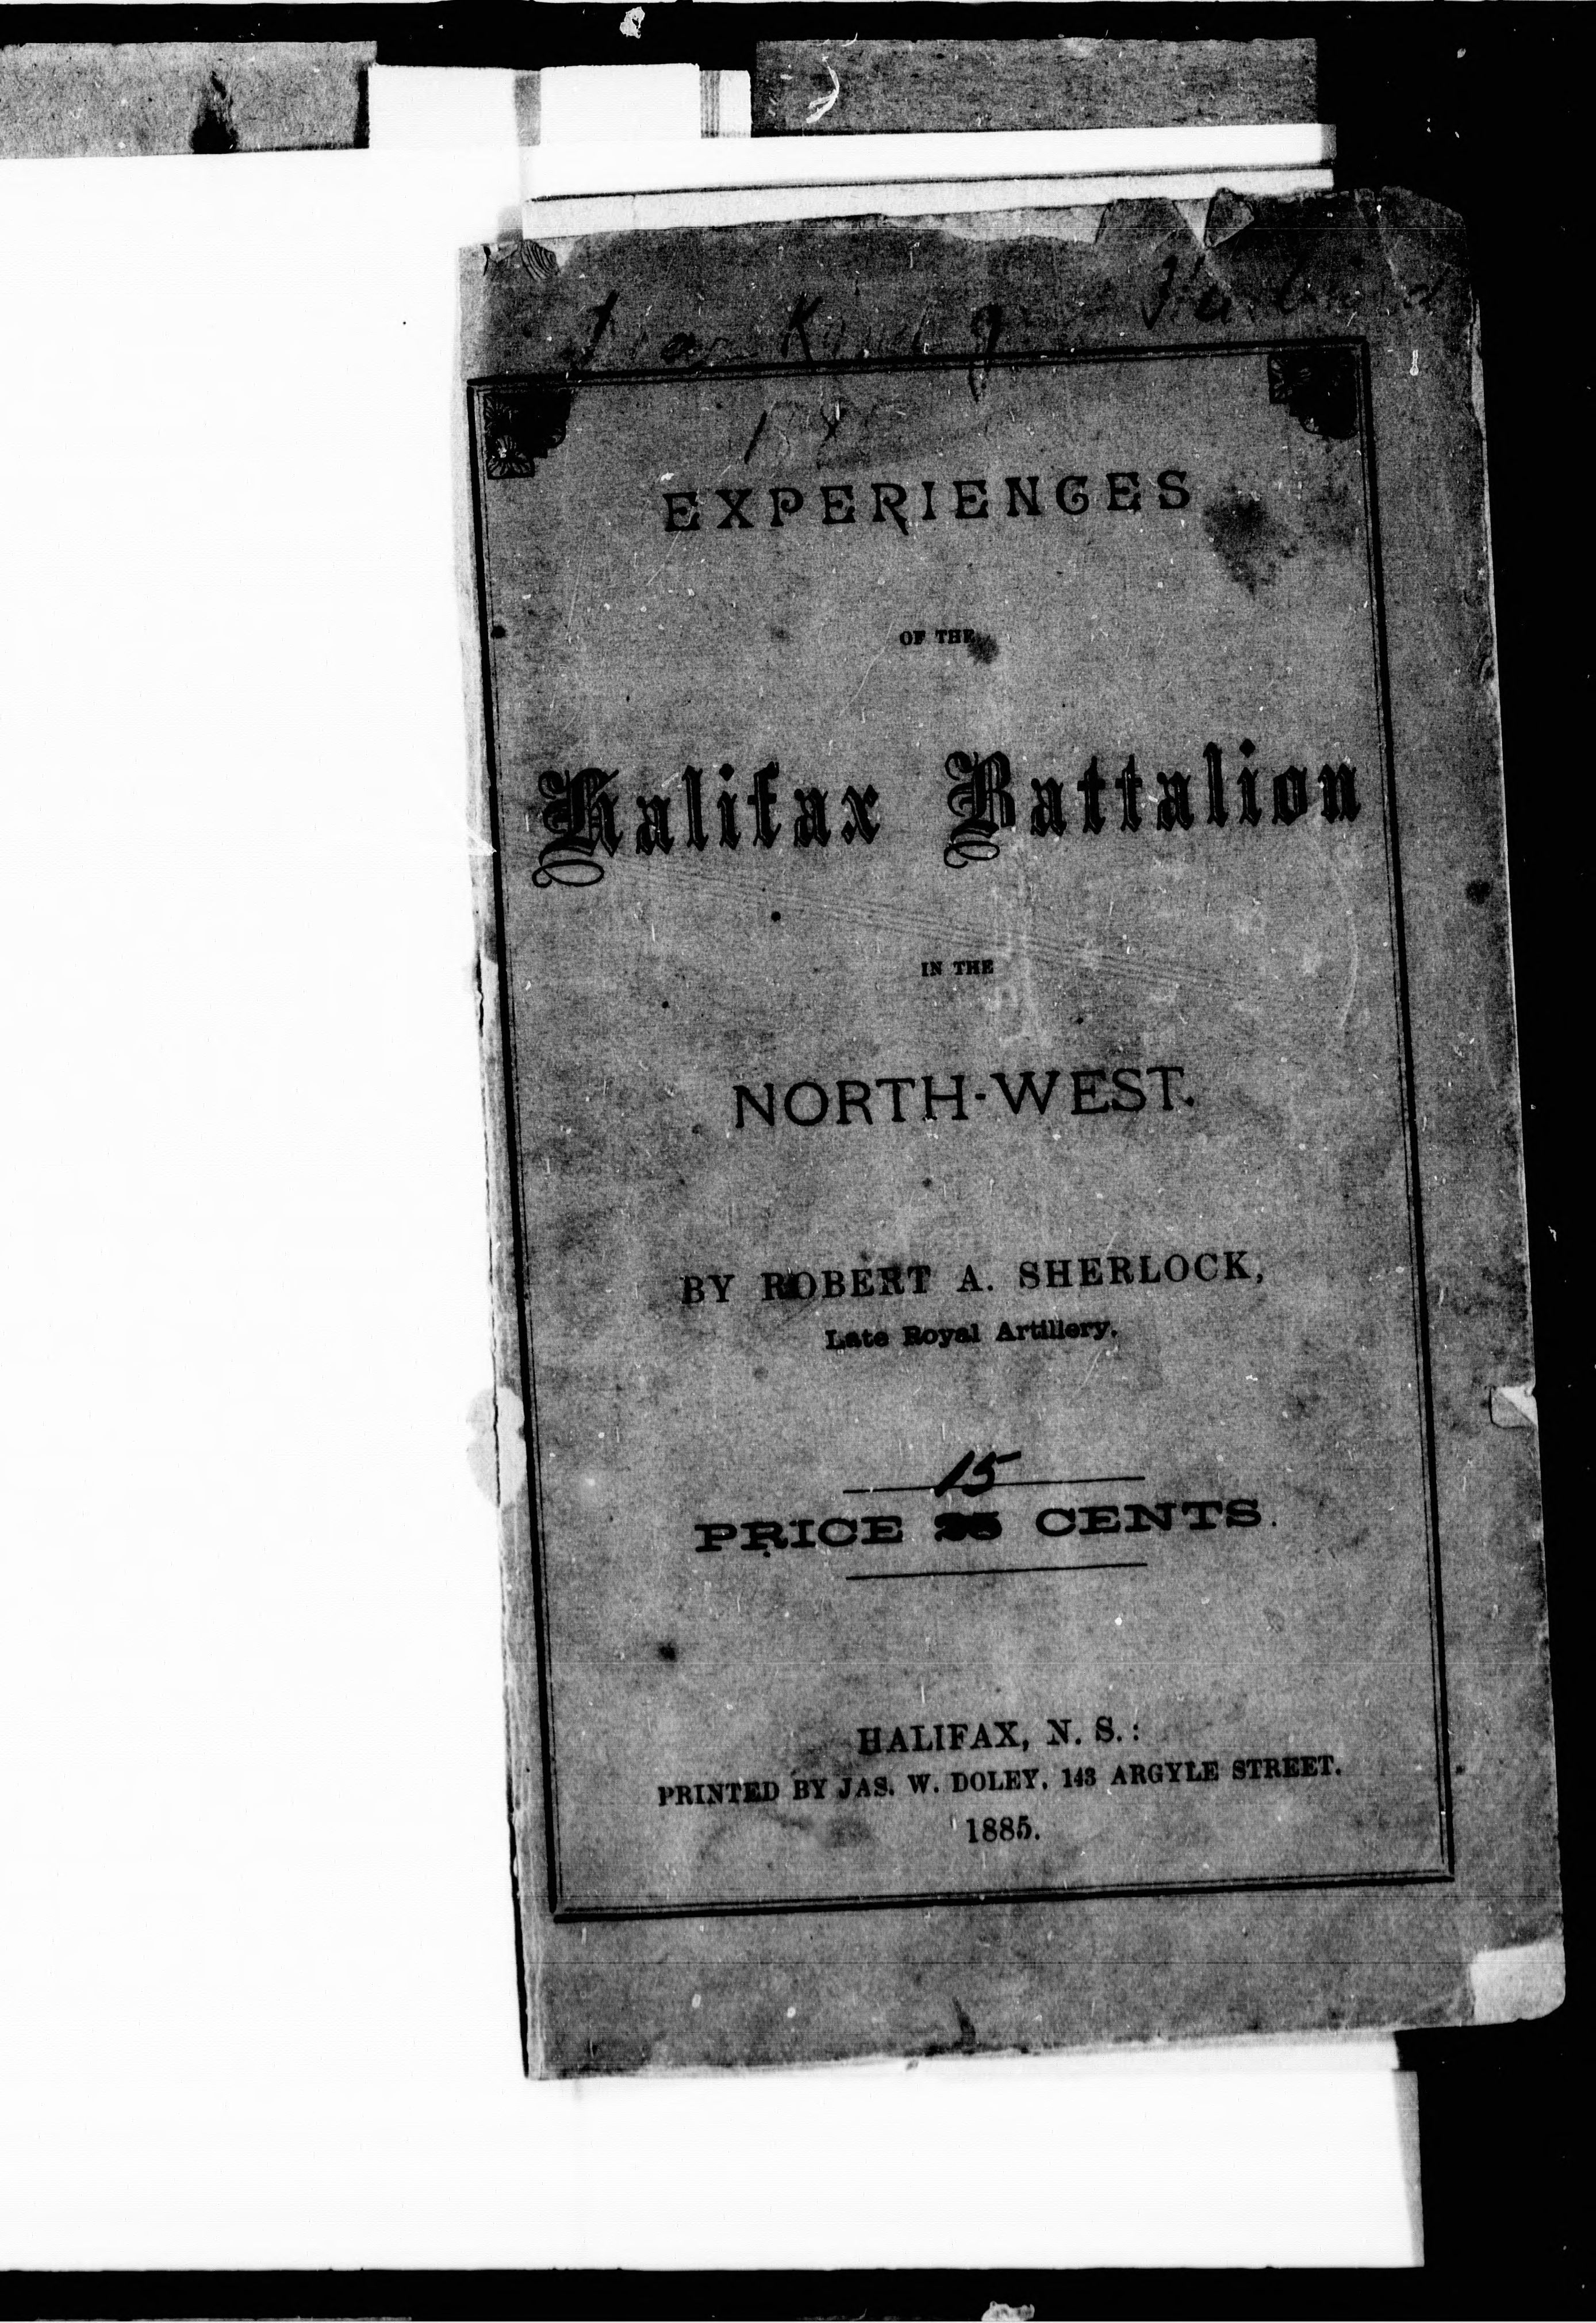 EXPERIENCES
OF THE
Halifax Battalion
IN THE
NORTH-WEST.
BY ROBERT A. SHERLOCK,
Late Royal Artillery.
15
PRICE 25 CENTS.
HALIFAX, N. S.:
PRINTED BY JAS. W. DOLEY, 143 ARGYLE STREET.
1885.